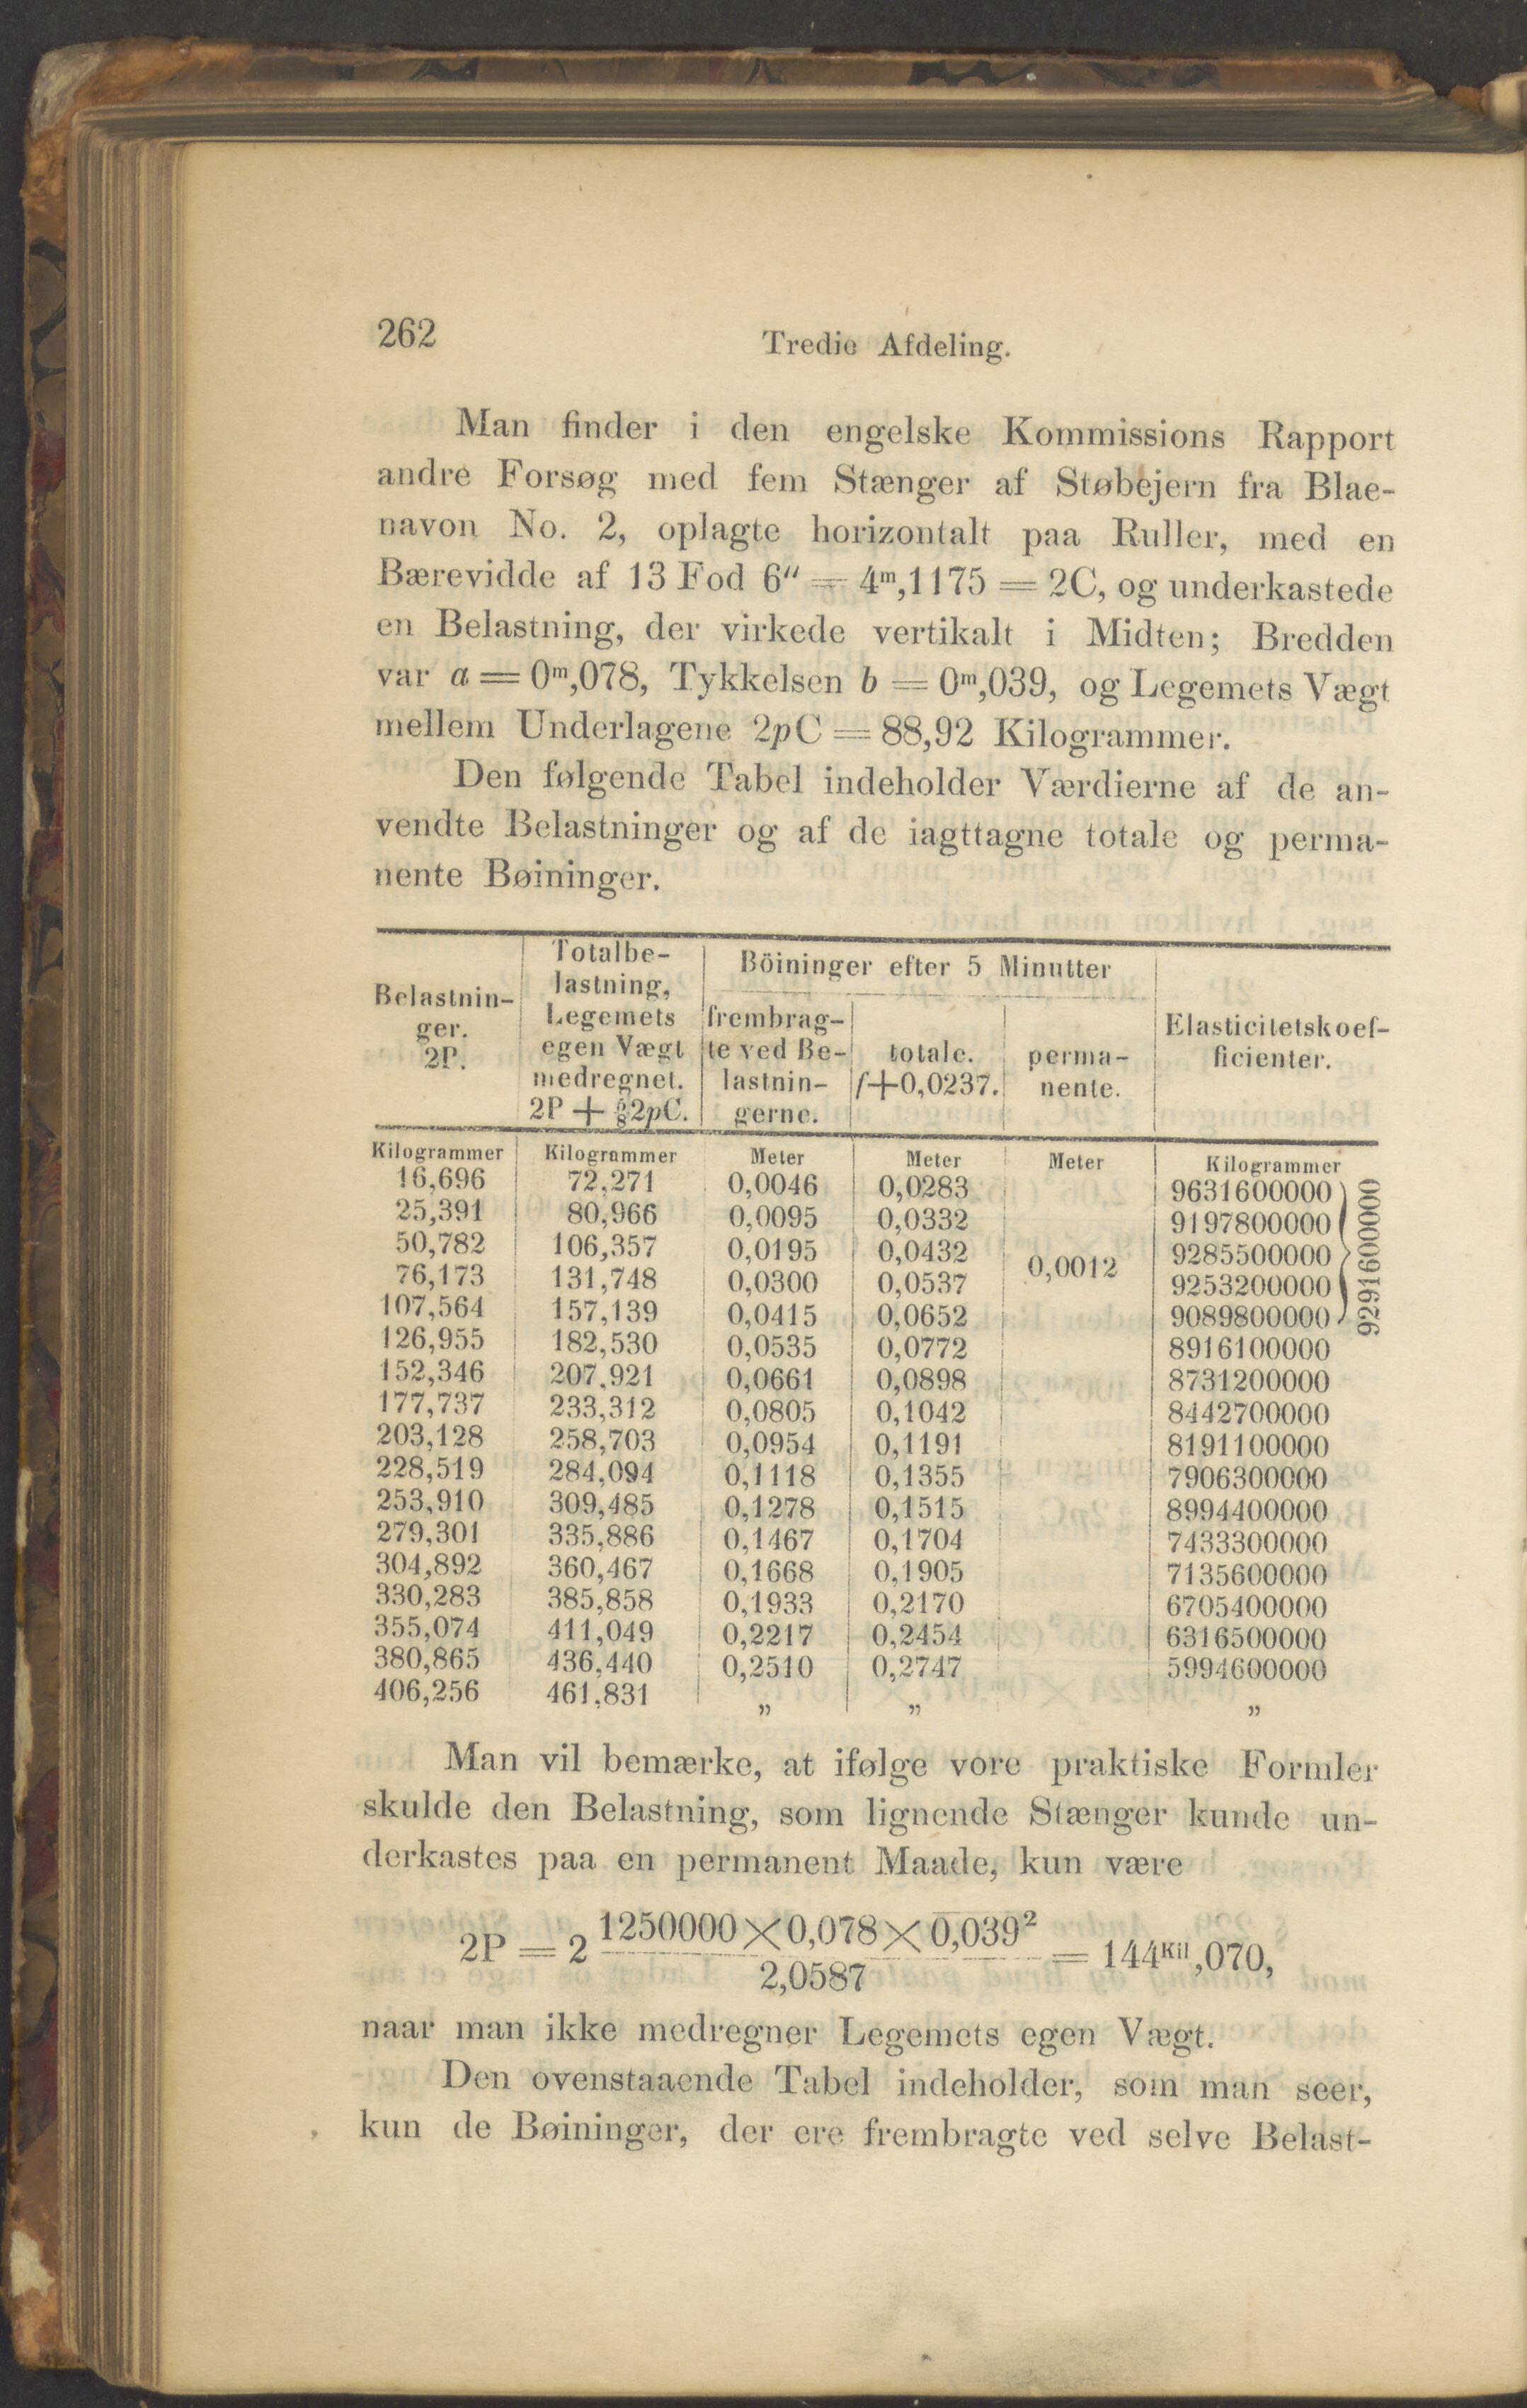 262
Tredie Afdeling.
Man finder i den engelske Kommissions Rapport
andre Forsøg med fem Stænger af Støbejern fra Blae-
navon No. 2, oplagte horizontalt paa Ruller, med en
Bærevidde af 13 Fod 6" = 4ᵐ,1175 = 2C, og underkastede
en Belastning, der virkede vertikalt i Midten; Bredden
var a = 0ᵐ,078, Tykkelsen b = 0ᵐ,039, og Legemets Vægt
mellem Underlagene 2pC = 88,92 Kilogrammer.
Den følgende Tabel indeholder Værdierne af de an-
vendte Belastninger og af de iagttagne totale og perma-
nente Bøininger.
Belastnin-
ger.
2P.
Totalbe-
lastning,
Legemets
egen Vægt
medregnet.
2P + ⅝2pC.
Böininger efter 5 Minutter
frembrag-
te ved Be-
lastnin-
gerne.
totale.
f+0,0237.
perma-
nente.
Elasticitetskoef-
ficienter.
Kilogrammer Kilogrammer Meter Meter Meter Kilogrammer
16,696 72,271 0,0046 0,0283 9631600000
25,391 80,966 0,0095 0,0332 9197800000
50,782 106,357 0,0195 0,0432 9285500000
76,173 131,748 0,0300 0,0537 0,0012 9253200000
107,564 157,139 0,0415 0,0652 9089800000
9291600000
126,955 182,530 0,0535 0,0772 8916100000
152,346 207,921 0,0661 0,0898 8731200000
177,737 233,312 0,0805 0,1042 8442700000
203,128 258,703 0,0954 0,1191 8191100000
228,519 284,094 0,1118 0,1355 7906300000
253,910 309,485 0,1278 0,1515 8994400000
279,301 335,886 0,1467 0,1704 7433300000
304,892 360,467 0,1668 0,1905 7135600000
330,283 385,858 0,1933 0,2170 6705400000
355,074 411,049 0,2217 0,2454 6316500000
380,865 436,440 0,2510 0,2747 5994600000
406,256 461,831 „ „ „
Man vil bemærke, at ifølge vore praktiske Formler
skulde den Belastning, som lignende Stænger kunde un-
derkastes paa en permanent Maade, kun være
2P = 2 1250000×0,078×0,039² / 2,0587 = 144ᴷⁱˡ,070,
naar man ikke medregner Legemets egen Vægt.
Den ovenstaaende Tabel indeholder, som man seer,
kun de Bøininger, der ere frembragte ved selve Belast-